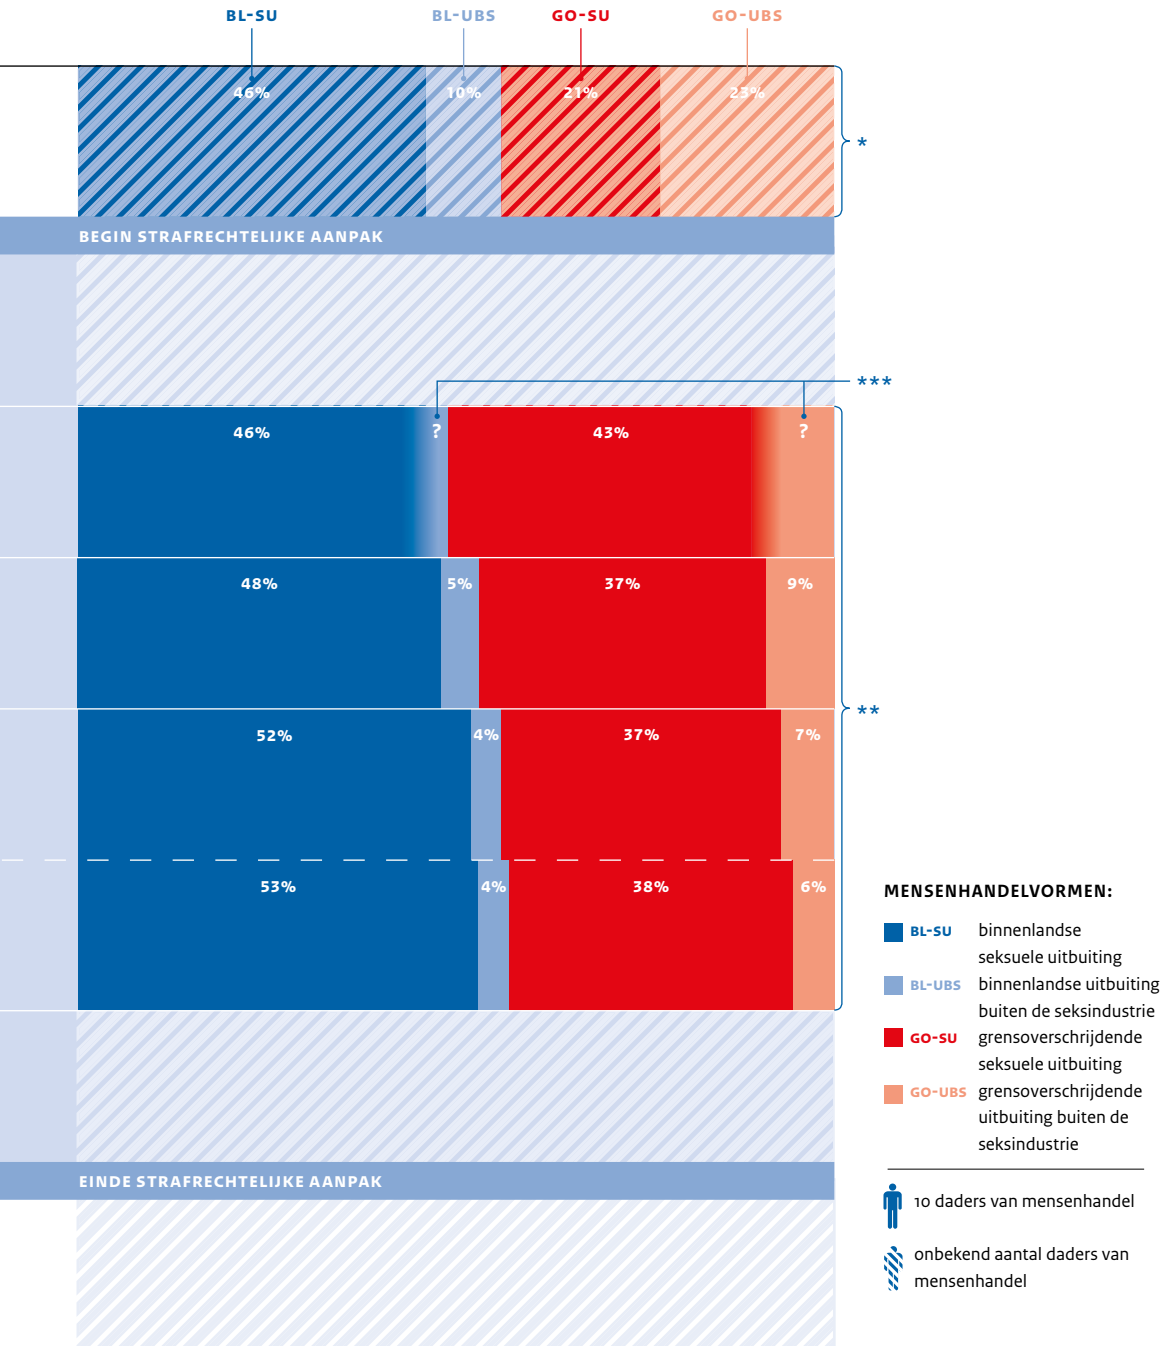 BL-SU BL-UBS GO-SU GO-UBS
46% 10% 21% 23%
*
BEGIN STRAFRECHTELIJKE AANPAK
***
46% ? 43% ?
48% 5% 37% 9%
**
52% 4% 37% 7%
53% 4% 38% 6%
MENSENHANDELVORMEN:
BL-SU binnenlandse
seksuele uitbuiting
BL-UBS binnenlandse uitbuiting
buiten de seksindustrie
GO-SU grensoverschrijdende
seksuele uitbuiting
GO-UBS grensoverschrijdende
uitbuiting buiten de
seksindustrie
EINDE STRAFRECHTELIJKE AANPAK
10 daders van mensenhandel
onbekend aantal daders van
mensenhandel